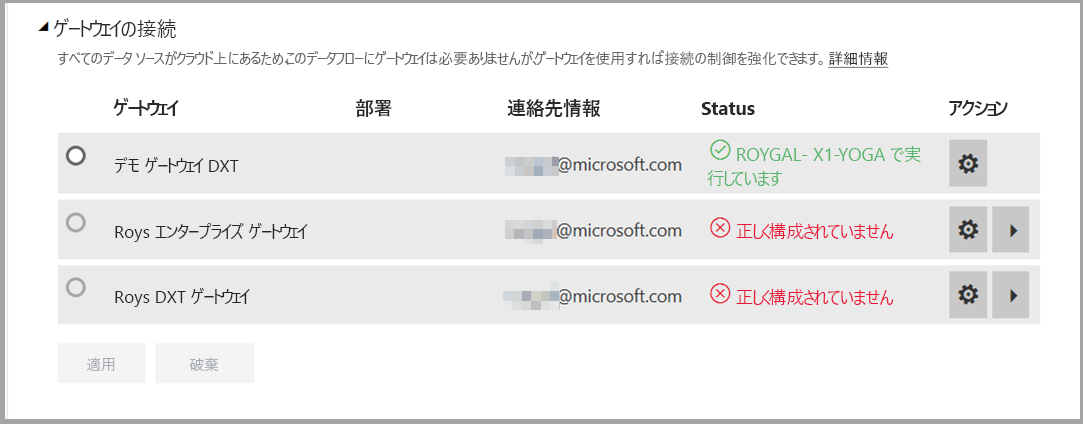 ゲートウェイの接続
すべてのデータ ソースがクラウド上にあるため、このデータフローにゲートウェイは必要ありませんがゲートウェイを使用すれば接続の制御を強化できます。 詳細情報
ゲートウェイ 部署 連絡先情報 Status アクション
デモ ゲートウェイ DXT @microsoft.com ROYGAL- X1-YOGA で実
行しています
Roys エンタープライズ ゲートウェイ @microsoft.com 正しく構成されていません
Roys DXT ゲートウェイ @microsoft.com 正しく構成されていません
適用 破棄